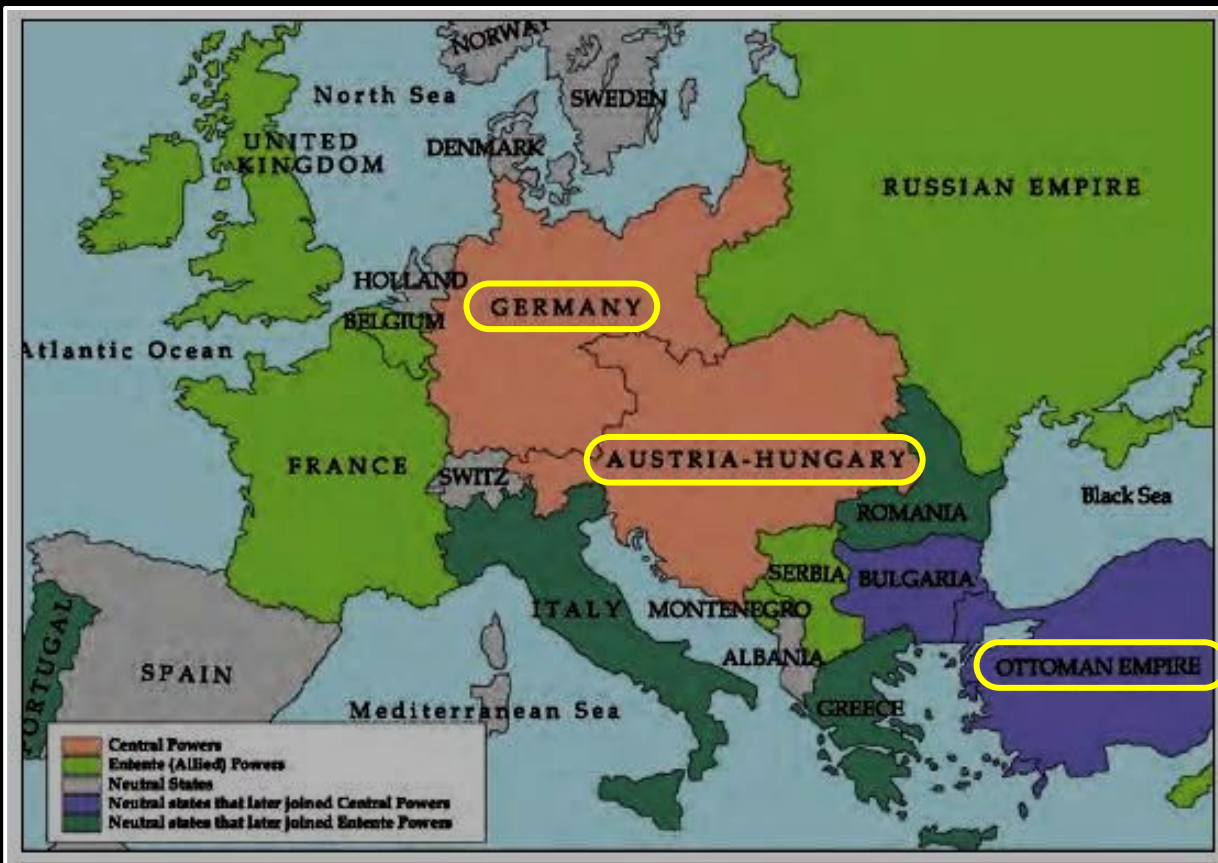 NORWAY
North Sea
SWEDEN
UNITED
KINGDOM
DENMARK
RUSSIAN EMPIRE
HOLLAND
GERMANY
BELGIUM
Atlantic Ocean
FRANCE
AUSTRIA-HUNGARY
SWITZ
Black Sea
ROMANIA
SERBIA
BULGARIA
ITALY
MONTENEGRO
ALBANIA
OTTOMAN EMPIRE
PORTUGAL
SPAIN
GREECE
Mediterranean Sea
Central Powers
Entente (Allied) Powers
Neutral States
Neutral states that later joined Central Powers
Neutral states that later joined Entente Powers